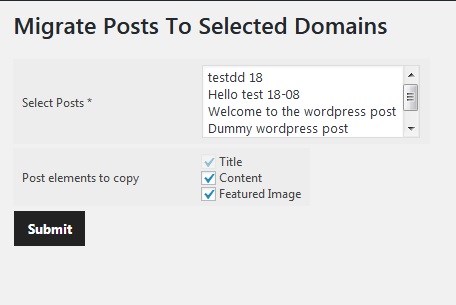 Migrate Posts To Selected Domains
Select Posts *
testdd 18
Hello test 18-08
Welcome to the wordpress post
Dummy wordpress post
Post elements to copy
Title
Content
Featured Image
Submit